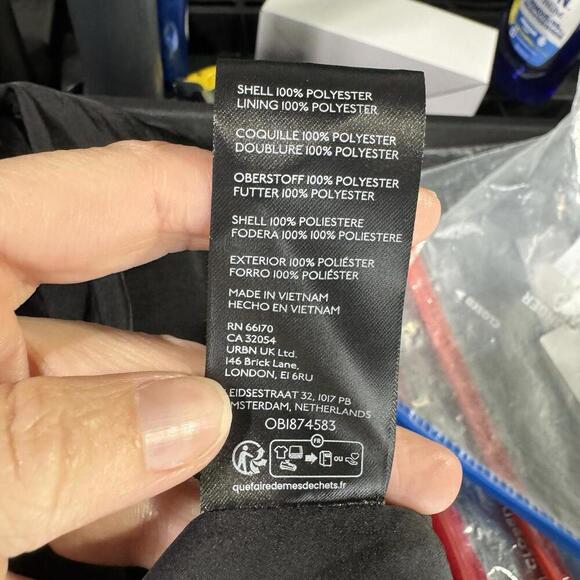 SHELL 100% POLYESTER
LINING 100% POLYESTER
COQUILLE 100% POLYESTER
DOUBLURE 100% POLYESTER
OBERSTOFF 100% POLYESTER
FUTTER 100% POLYESTER
SHELL 100% POLIESTERE
FODERA 100% 100% POLIESTERE
EXTERIOR 100% POLIÉSTER
FORRO 100% POLIÉSTER
MADE IN VIETNAM
HECHO EN VIETNAM
RN 66170
CA 32054
URBN UK Ltd.
146 Brick Lane,
LONDON, E1 6RU
EIDSESTRAAT 32, 1017 PB
MSTERDAM, NETHERLANDS
OB1874583
FR
OU
quefairedemesdechets.fr